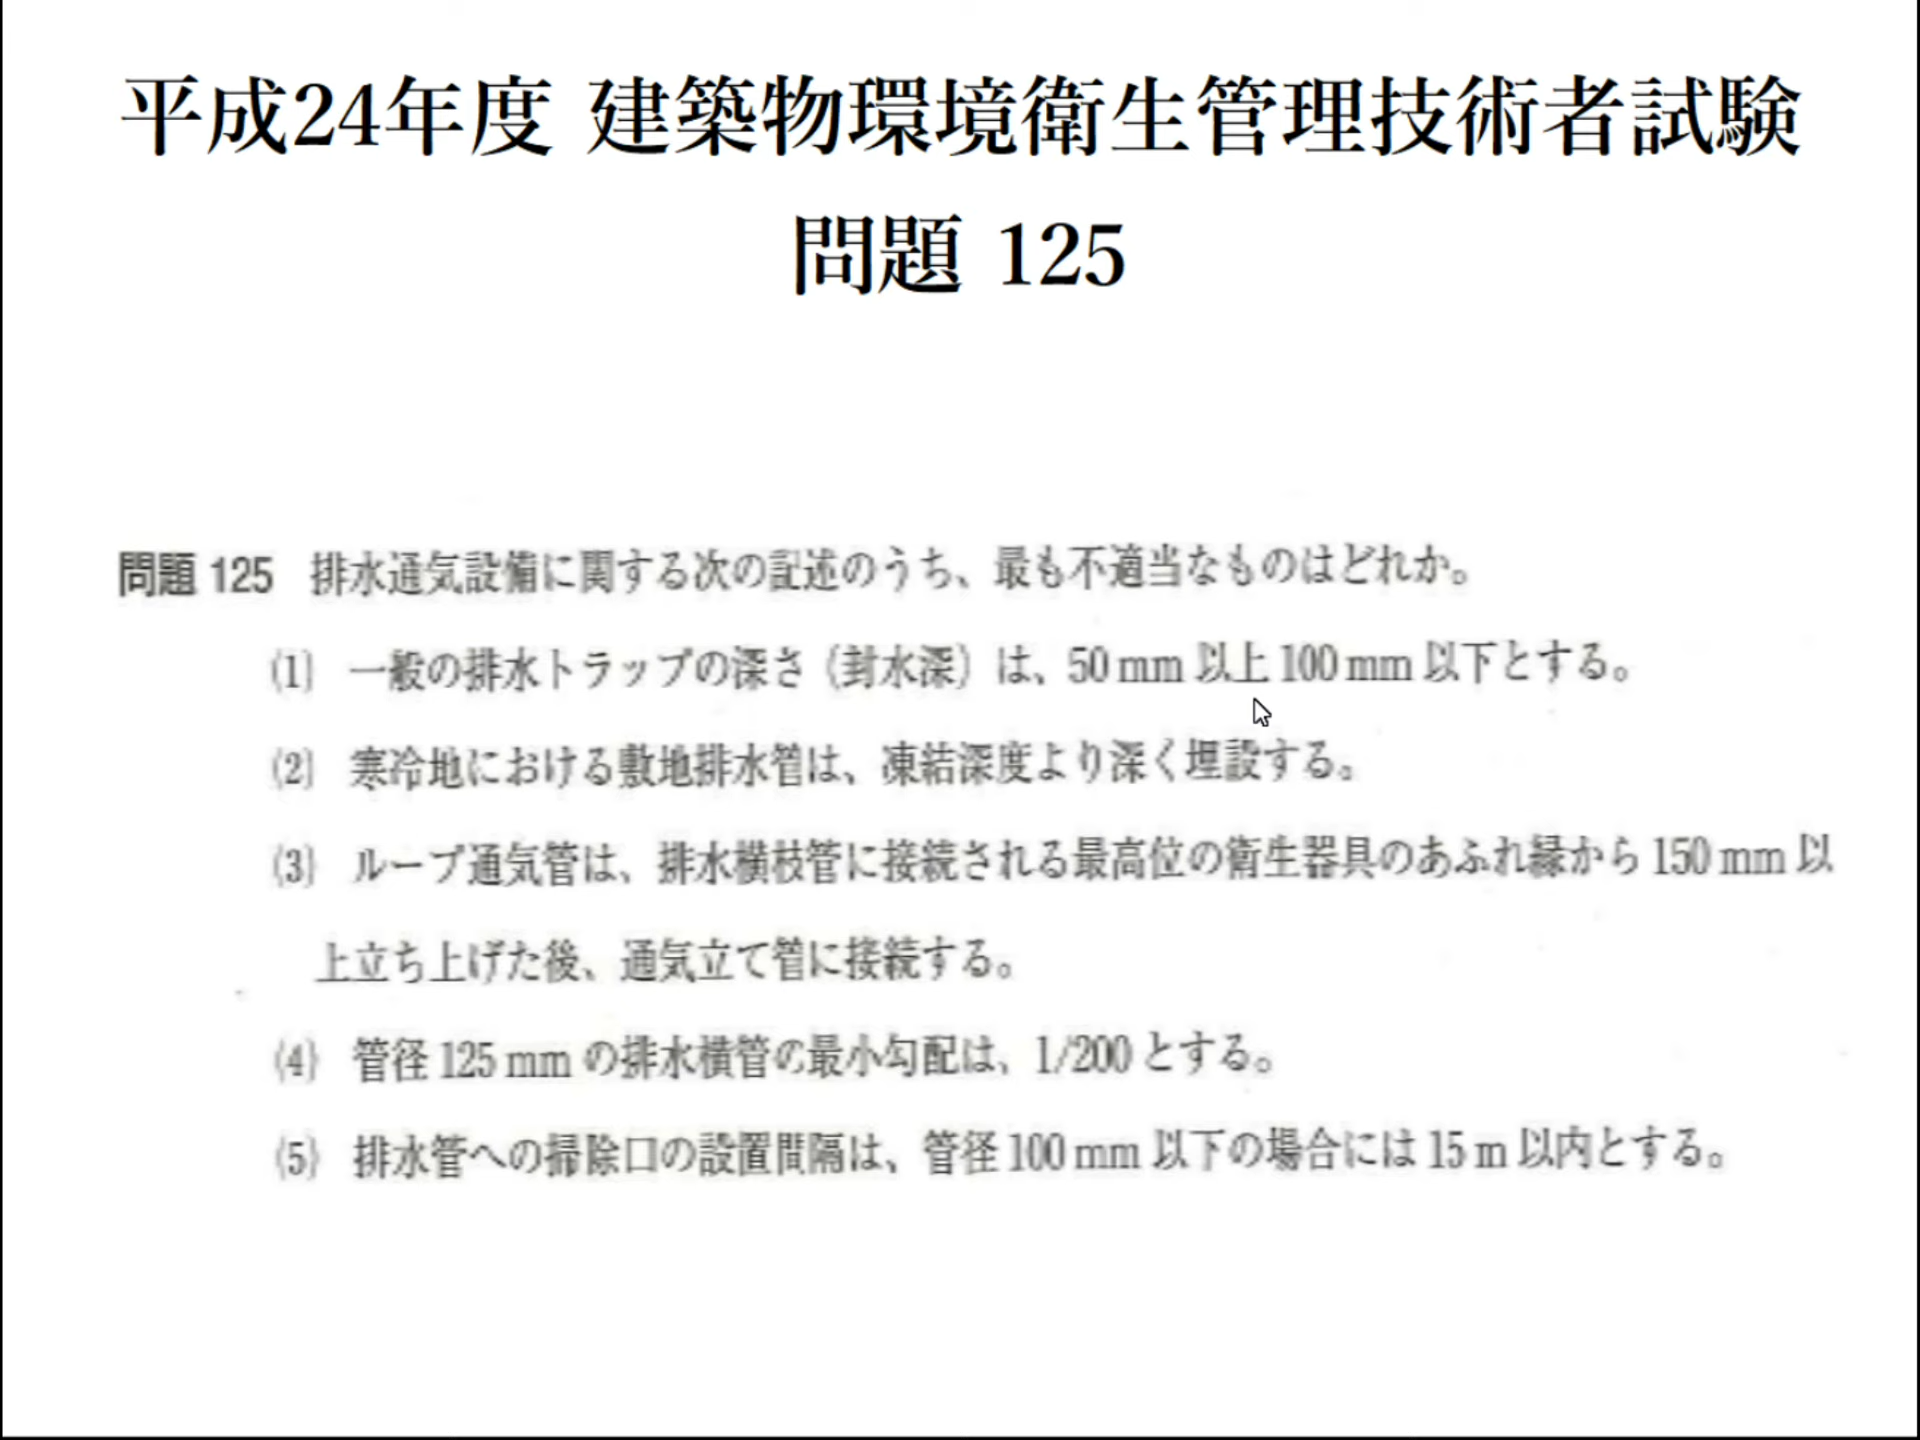 平成24年度 建築物環境衛生管理技術者試験
問題 125
問題 125 排水通気設備に関する次の記述のうち、最も不適当なものはどれか。
(1) 一般の排水トラップの深さ（封水深）は、50 mm 以上 100 mm 以下とする。
(2) 寒冷地における敷地排水管は、凍結深度より深く埋設する。
(3) ループ通気管は、排水横枝管に接続される最高位の衛生器具のあふれ縁から 150 mm 以
上立ち上げた後、通気立て管に接続する。
(4) 管径 125 mm の排水横管の最小勾配は、1/200 とする。
(5) 排水管への掃除口の設置間隔は、管径 100 mm 以下の場合には 15 m 以内とする。